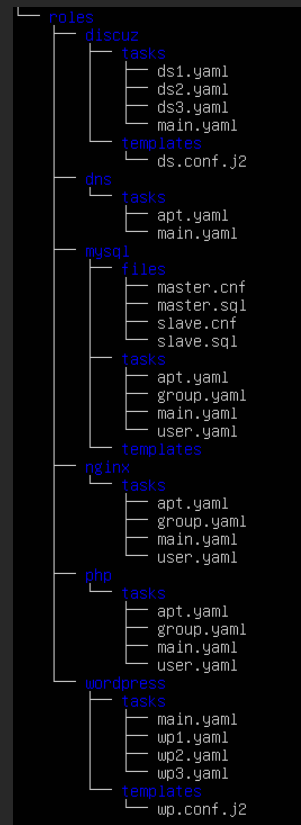 roles
discuz
tasks
ds1.yaml
ds2.yaml
ds3.yaml
main.yaml
templates
ds.conf.j2
dns
tasks
apt.yaml
main.yaml
mysql
files
master.cnf
master.sql
slave.cnf
slave.sql
tasks
apt.yaml
group.yaml
main.yaml
user.yaml
templates
nginx
tasks
apt.yaml
group.yaml
main.yaml
user.yaml
php
tasks
apt.yaml
group.yaml
main.yaml
user.yaml
wordpress
tasks
main.yaml
wp1.yaml
wp2.yaml
wp3.yaml
templates
wp.conf.j2